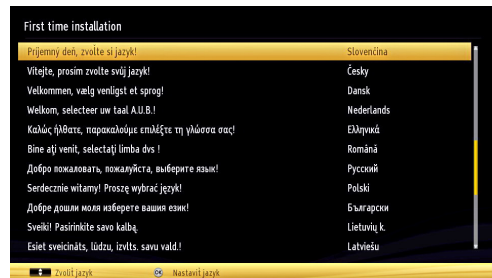 First time installation
Príjemný deň, zvoľte si jazyk! Slovenčina
Vítejte, prosím zvolte svůj jazyk! Česky
Velkommen, vælg venligst et sprog! Dansk
Welkom, selecteer uw taal A.U.B.! Nederlands
Καλώς ήλθατε, παρακαλούμε επιλέξτε τη γλώσσα σας! Ελληνικά
Bine aţi venit, selectaţi limba dvs ! Română
Добро пожаловать, пожалуйста, выберите язык! Русский
Serdecznie witamy! Proszę wybrać język! Polski
Добре дошли моля изберете вашия език! Български
Sveiki! Pasirinkite savo kalbą. Lietuvių k.
Esiet sveicināts, lūdzu, izvlts. savu vald.! Latviešu
Zvoliť jazyk OK Nastaviť jazyk